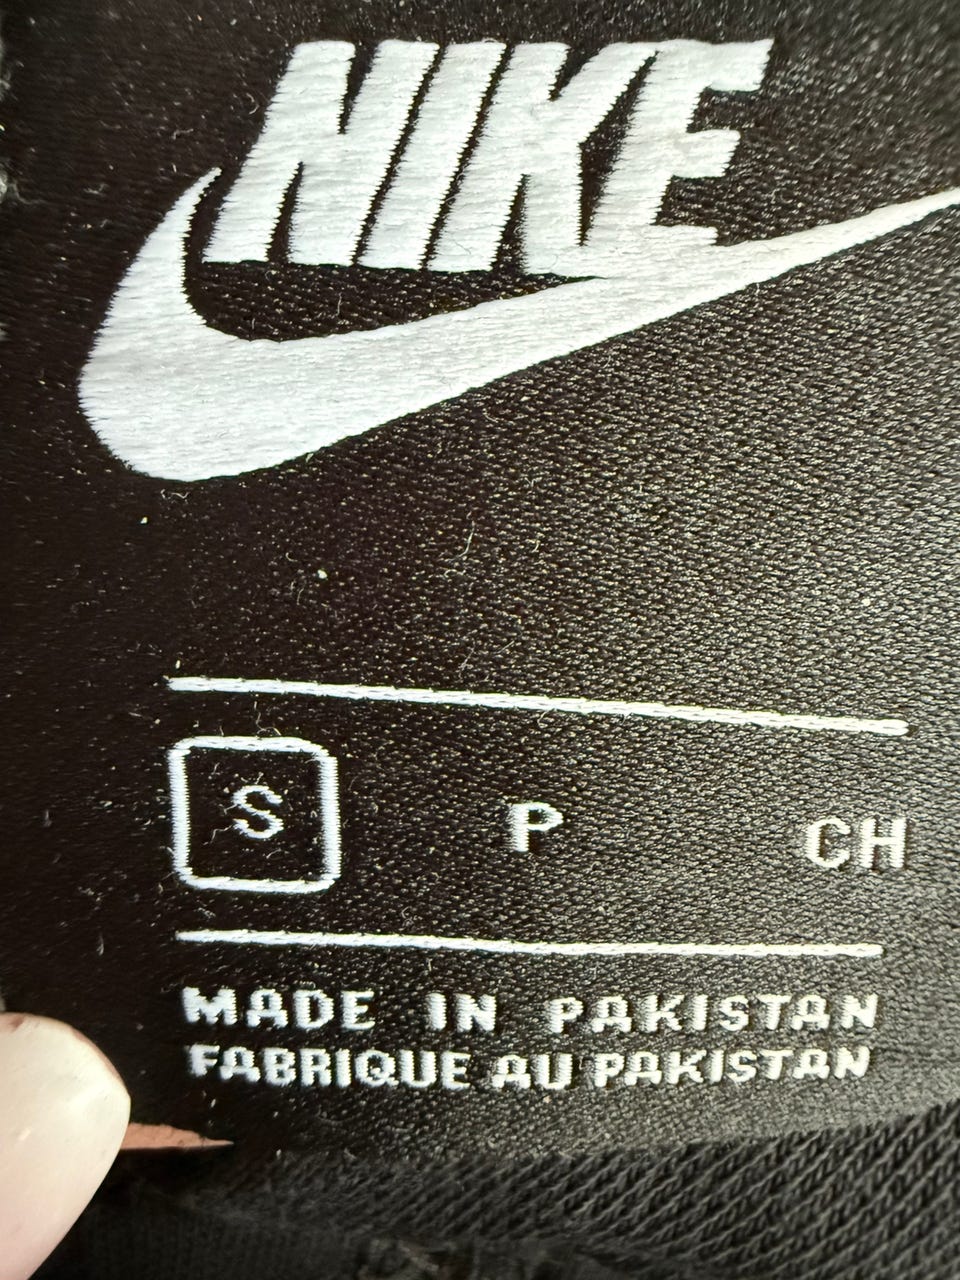 NIKE
S P CH
MADE IN PAKISTAN
FABRIQUE AU PAKISTAN